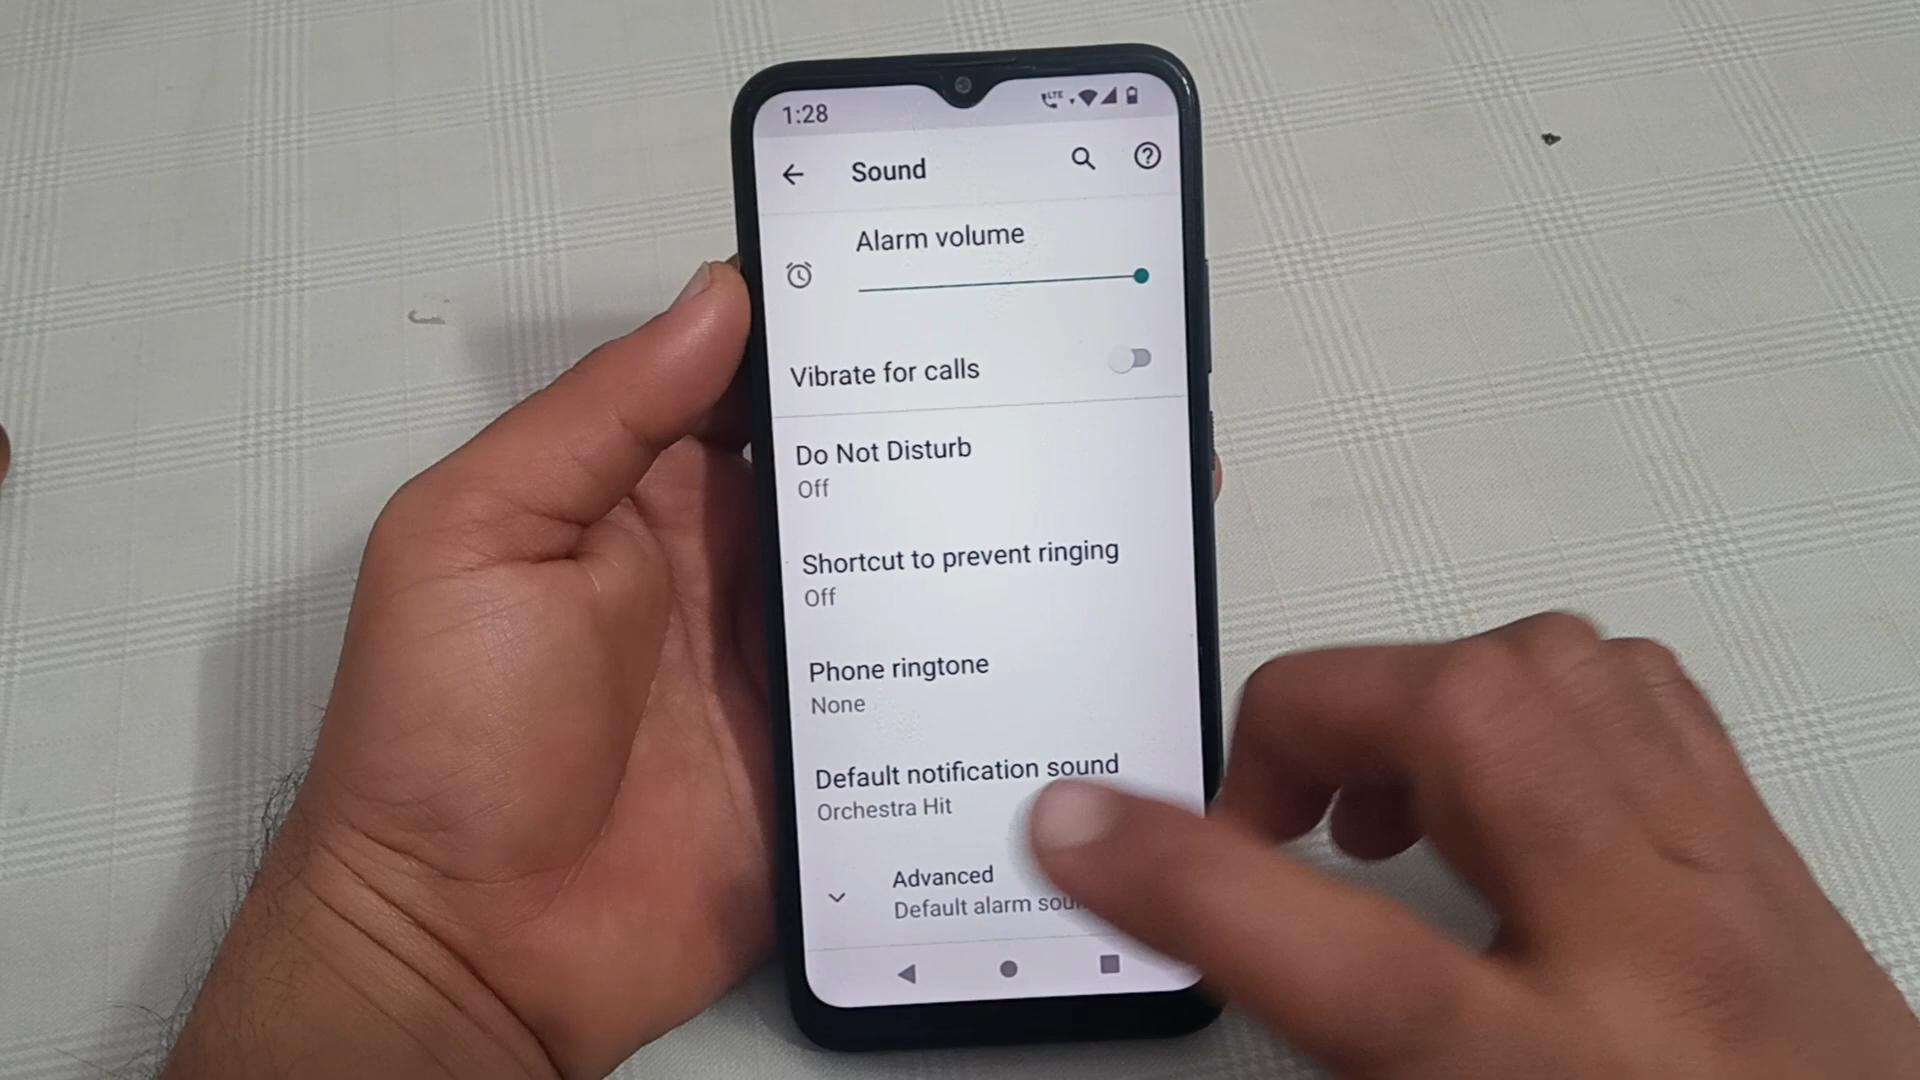 1:28
LTE
Sound
Alarm volume
Vibrate for calls
Do Not Disturb
Off
Shortcut to prevent ringing
Off
Phone ringtone
None
Default notification sound
Orchestra Hit
Advanced
Default alarm